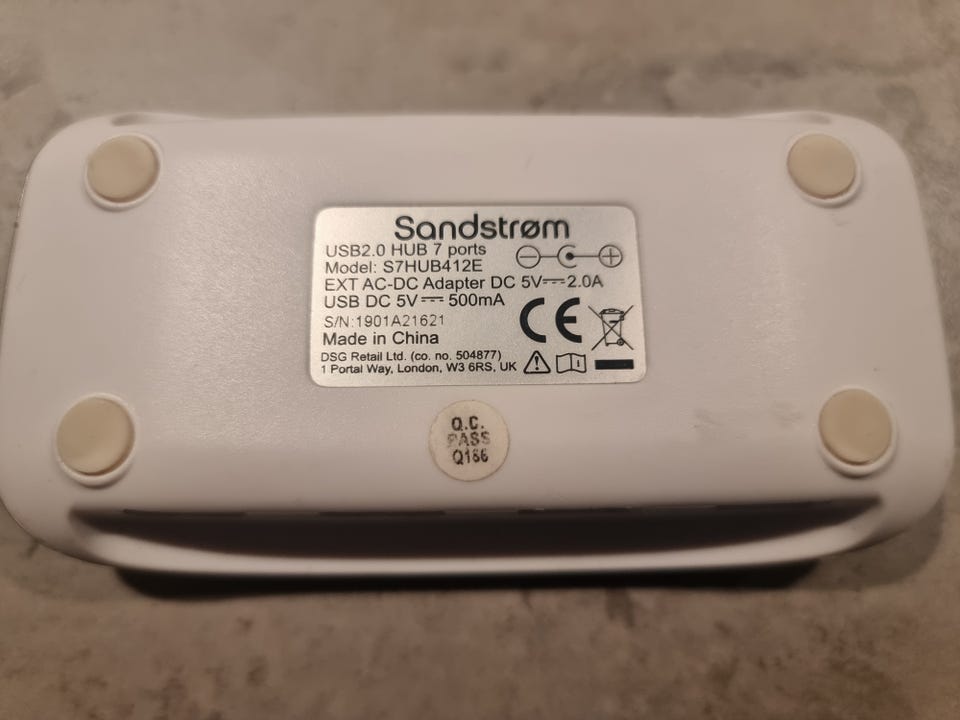 Sandstrøm
USB2.0 HUB 7 ports
Model: S7HUB412E
EXT AC-DC Adapter DC 5V⎓2.0A
USB DC 5V⎓ 500mA
S/N:1901A21621
Made in China
DSG Retail Ltd. (co. no. 504877)
1 Portal Way, London, W3 6RS, UK
CE
Q.C.
PASS
Q166